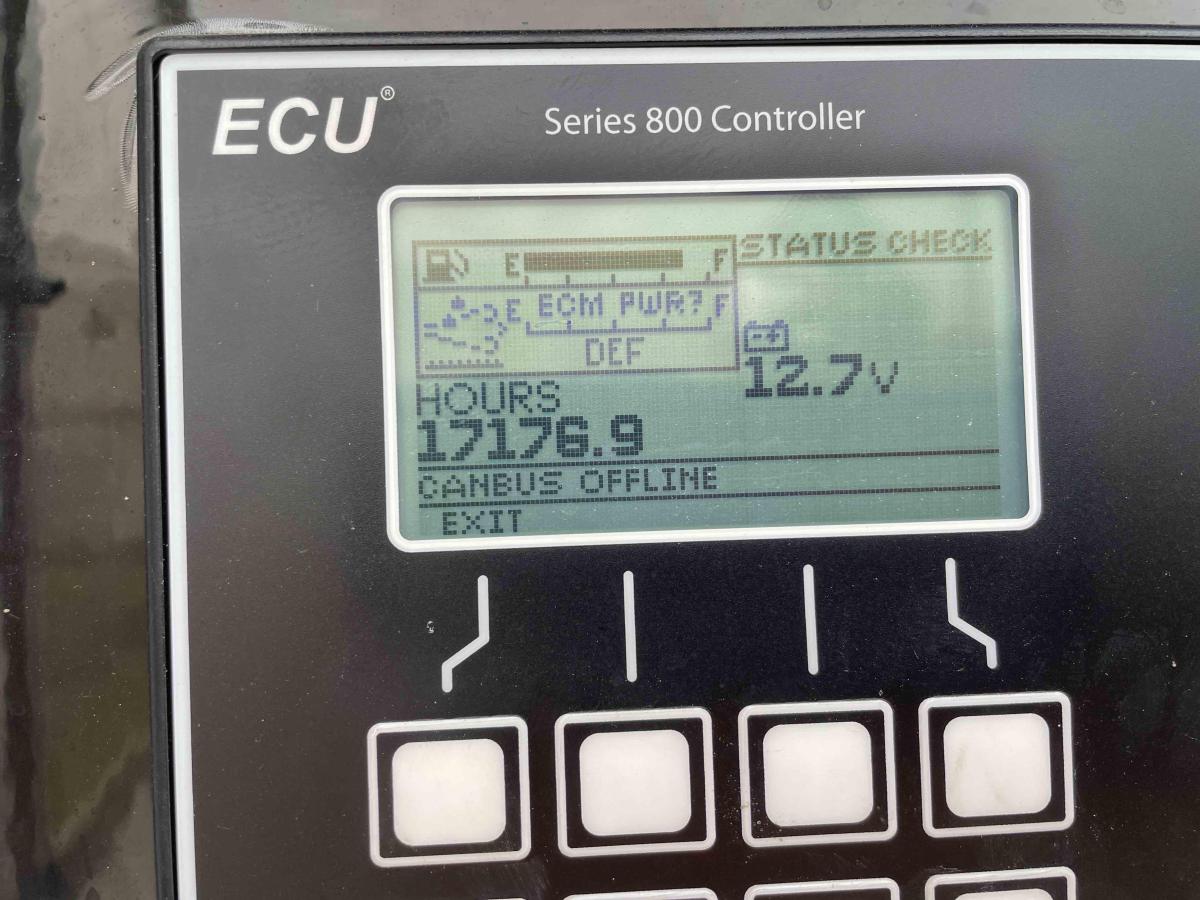 ECU®
Series 800 Controller
E F
STATUS CHECK
E ECM PWR? F
DEF
12.7V
HOURS
17176.9
CANBUS OFFLINE
EXIT